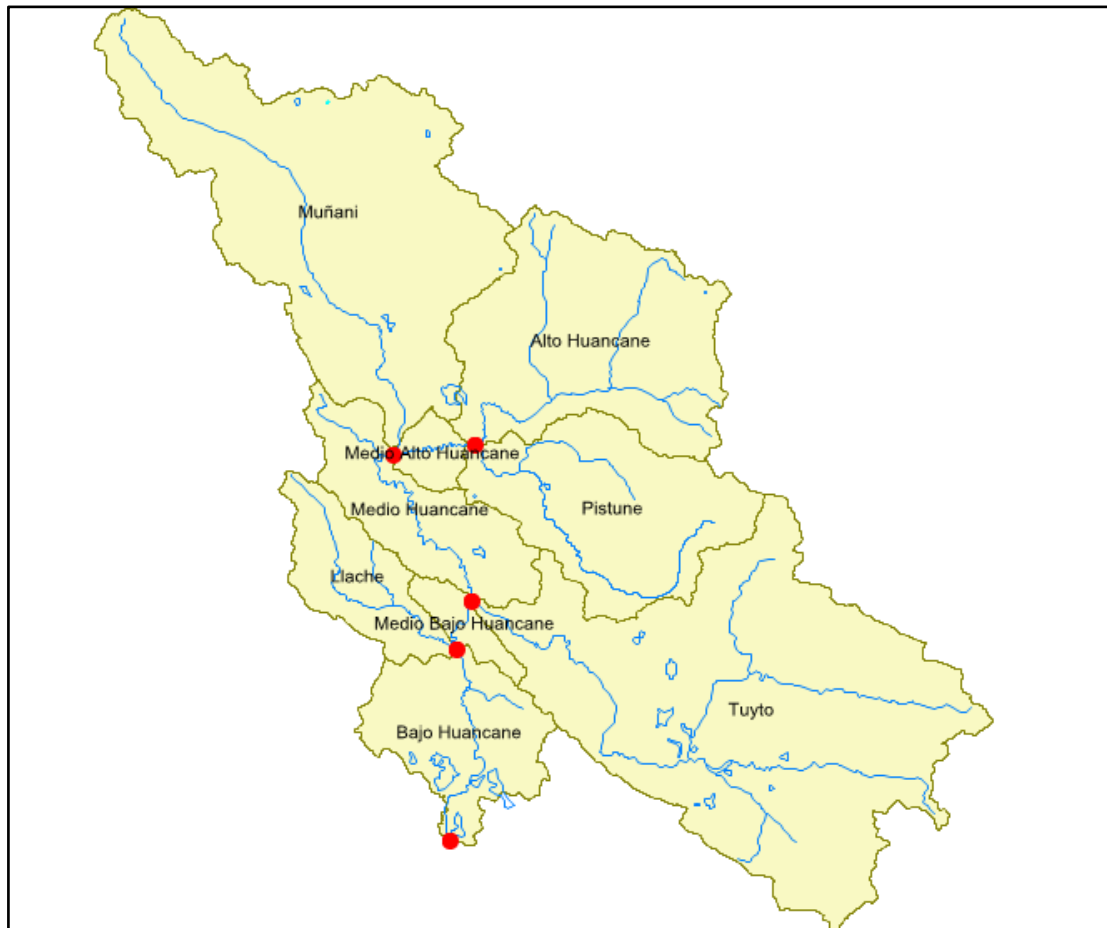 Muñani
Alto Huancane
Medio Alto Huancane
Medio Huancane
Pistune
Llache
Medio Bajo Huancane
Tuyto
Bajo Huancane